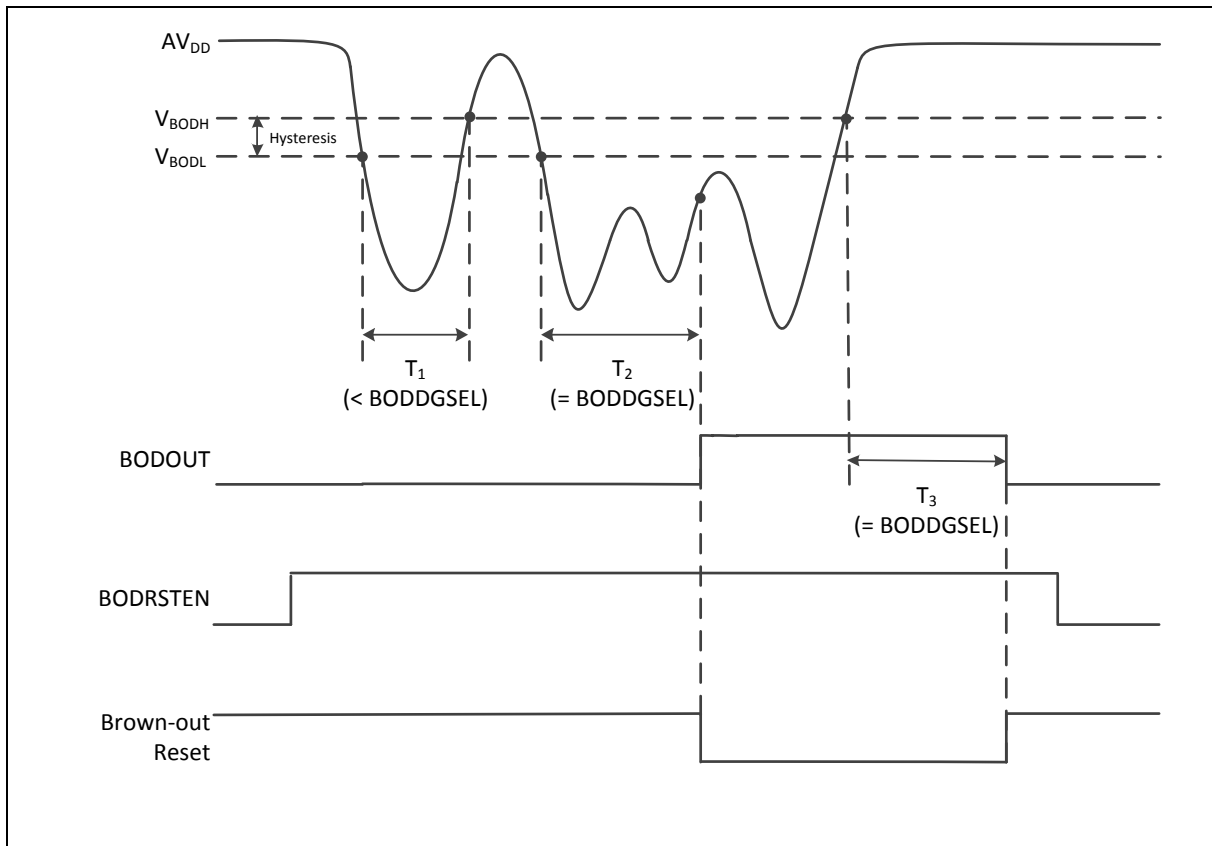 AVDD
VBODH
Hysteresis
VBODL
T1
(< BODDGSEL)
T2
(= BODDGSEL)
BODOUT
T3
(= BODDGSEL)
BODRSTEN
Brown-out
Reset